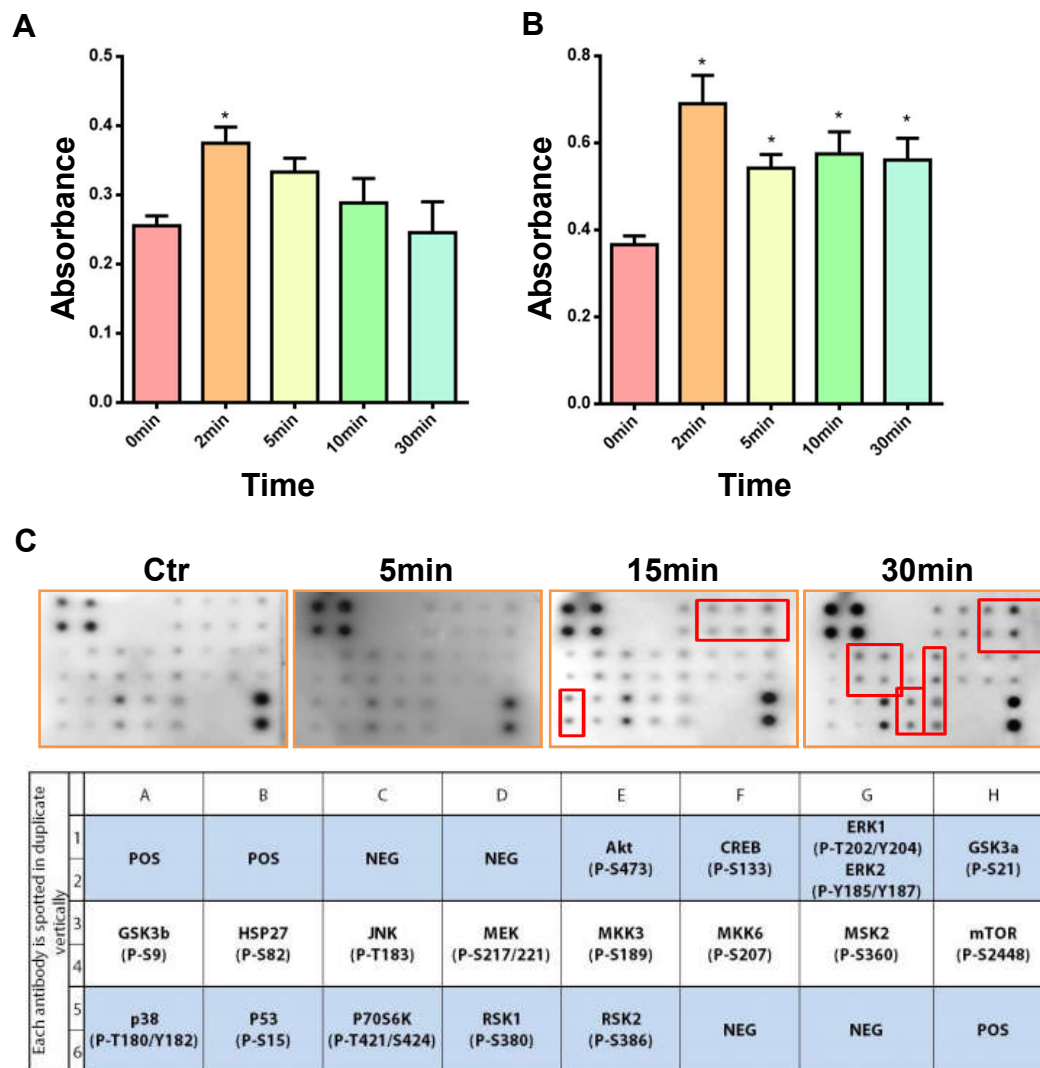 A
0.5
0.4
0.3
0.2
0.1
0.0
Absorbance
*
0min
2min
5min
10min
30min
Time
B
0.8
0.6
0.4
0.2
0.0
Absorbance
*
*
*
*
0min
2min
5min
10min
30min
Time
C
Ctr
5min
15min
30min
Each antibody is spotted in duplicate
vertically
A
B
C
D
E
F
G
H
1
2
POS
POS
NEG
NEG
Akt
(P-S473)
CREB
(P-S133)
ERK1
(P-T202/Y204)
ERK2
(P-Y185/Y187)
GSK3a
(P-S21)
3
4
GSK3b
(P-S9)
HSP27
(P-S82)
JNK
(P-T183)
MEK
(P-S217/221)
MKK3
(P-S189)
MKK6
(P-S207)
MSK2
(P-S360)
mTOR
(P-S2448)
5
6
p38
(P-T180/Y182)
P53
(P-S15)
P70S6K
(P-T421/S424)
RSK1
(P-S380)
RSK2
(P-S386)
NEG
NEG
POS